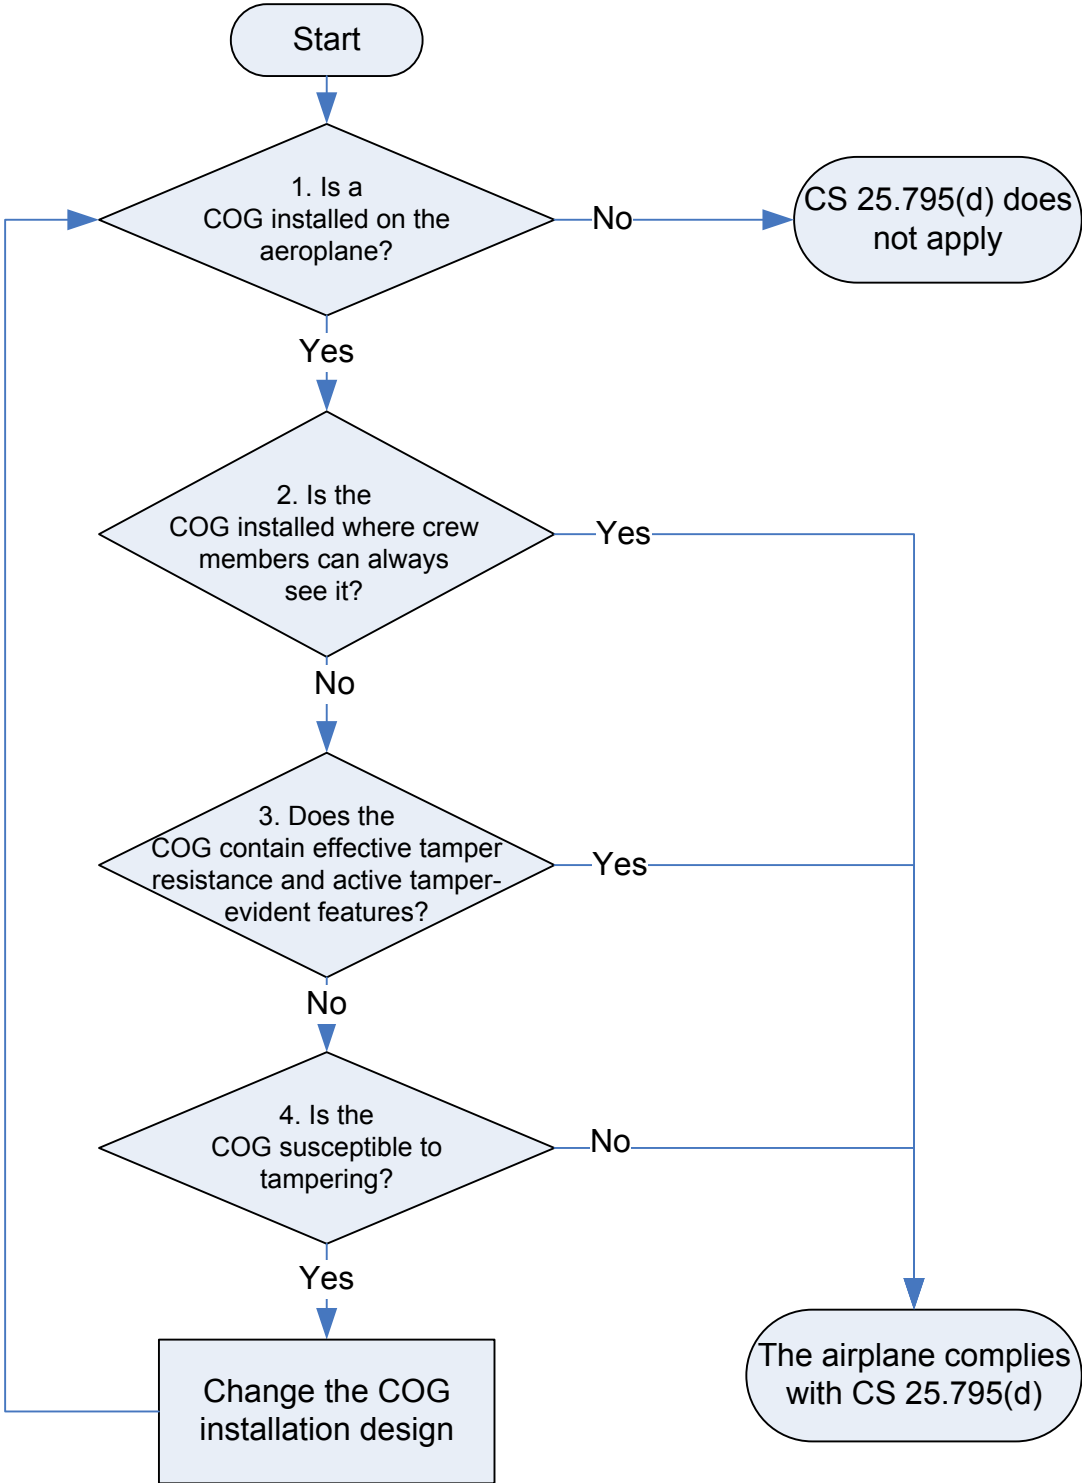 Start
1. Is a
COG installed on the
aeroplane?
No
CS 25.795(d) does
not apply
Yes
2. Is the
COG installed where crew
members can always
see it?
Yes
No
3. Does the
COG contain effective tamper
resistance and active tamper-
evident features?
Yes
No
4. Is the
COG susceptible to
tampering?
No
Yes
Change the COG
installation design
The airplane complies
with CS 25.795(d)